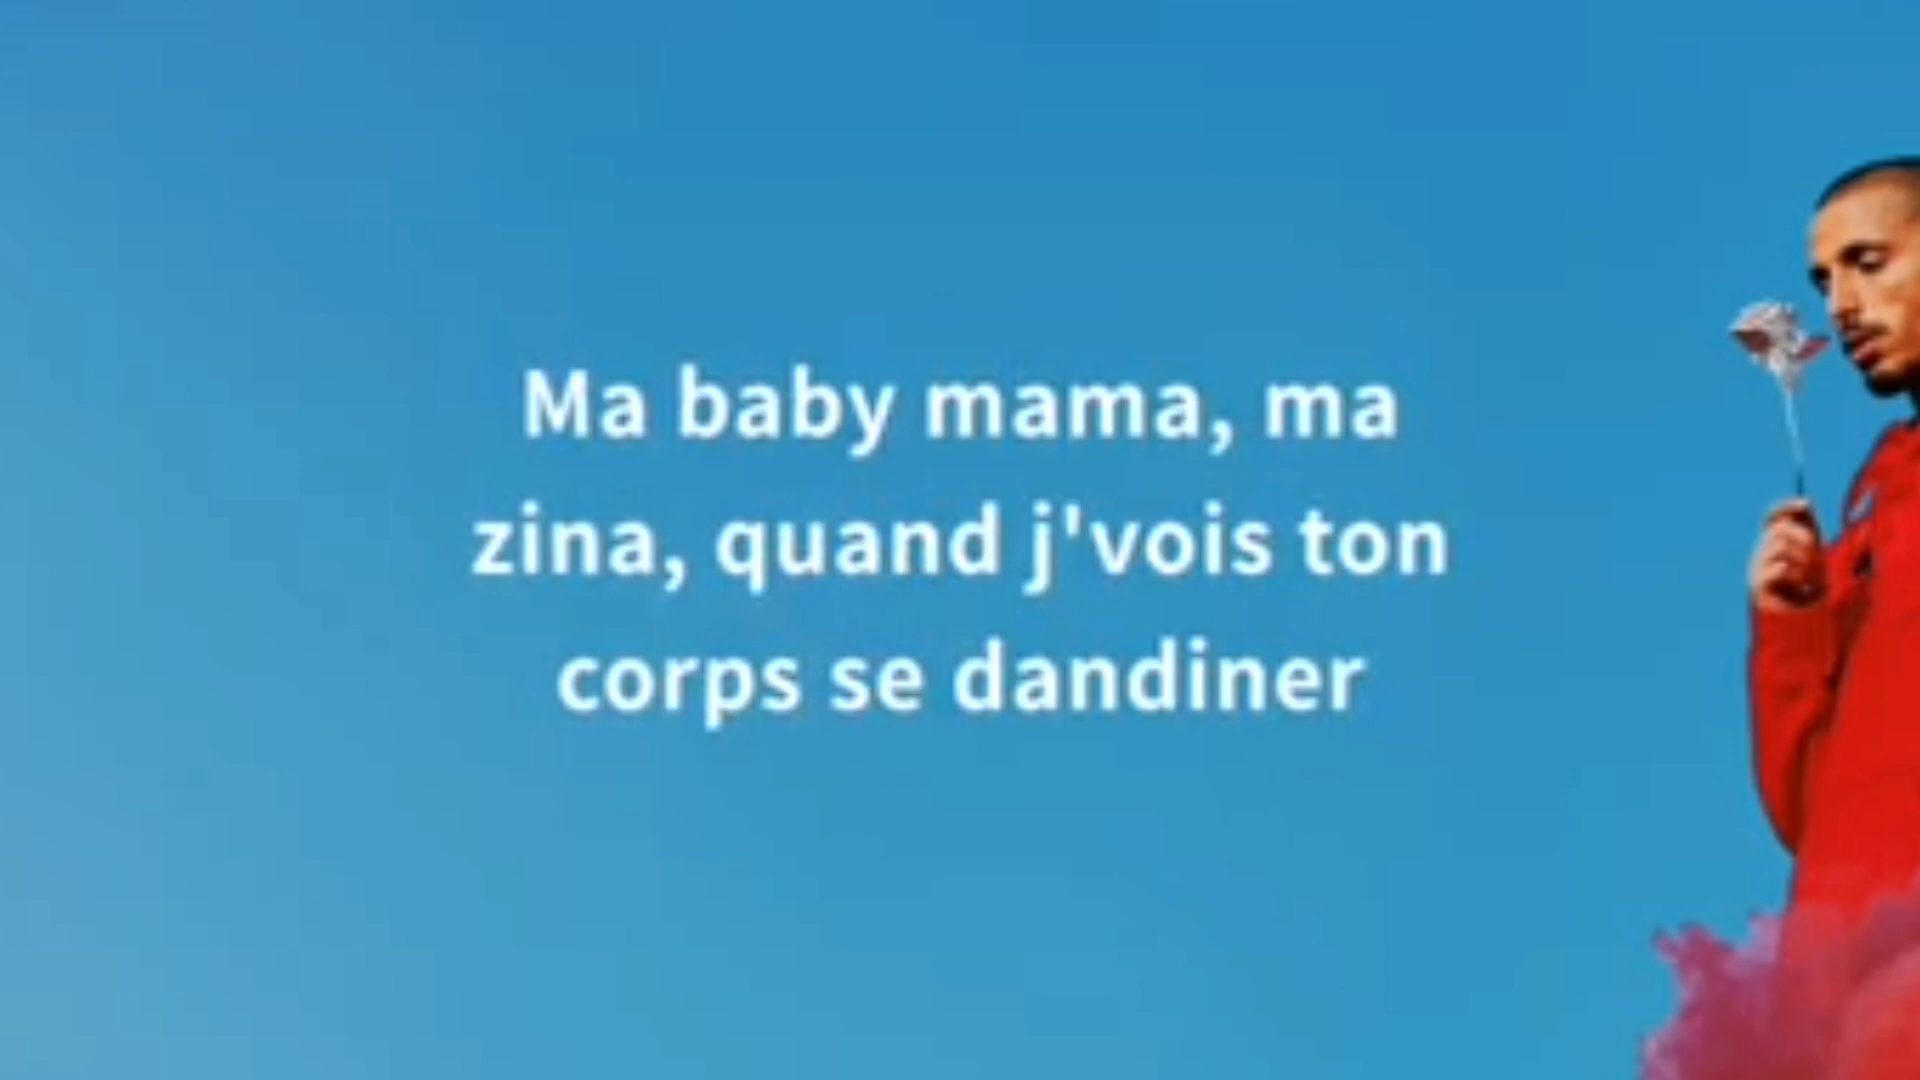 Ma baby mama, ma
zina, quand j'vois ton
corps se dandiner